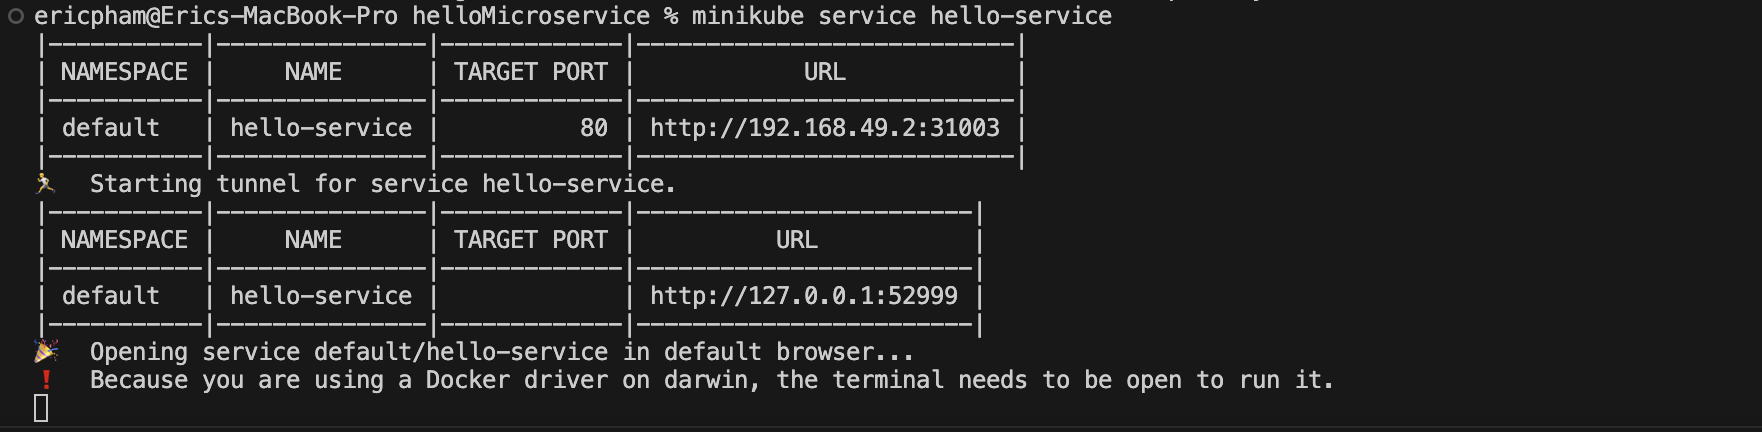 ericpham@Erics-MacBook-Pro helloMicroservice % minikube service hello-service
|-----------|---------------|-------------|---------------------------|
| NAMESPACE |     NAME      | TARGET PORT |            URL            |
|-----------|---------------|-------------|---------------------------|
| default   | hello-service |          80 | http://192.168.49.2:31003 |
|-----------|---------------|-------------|---------------------------|
🏃  Starting tunnel for service hello-service.
|-----------|---------------|-------------|------------------------|
| NAMESPACE |     NAME      | TARGET PORT |          URL           |
|-----------|---------------|-------------|------------------------|
| default   | hello-service |             | http://127.0.0.1:52999 |
|-----------|---------------|-------------|------------------------|
🎉  Opening service default/hello-service in default browser...
❗  Because you are using a Docker driver on darwin, the terminal needs to be open to run it.